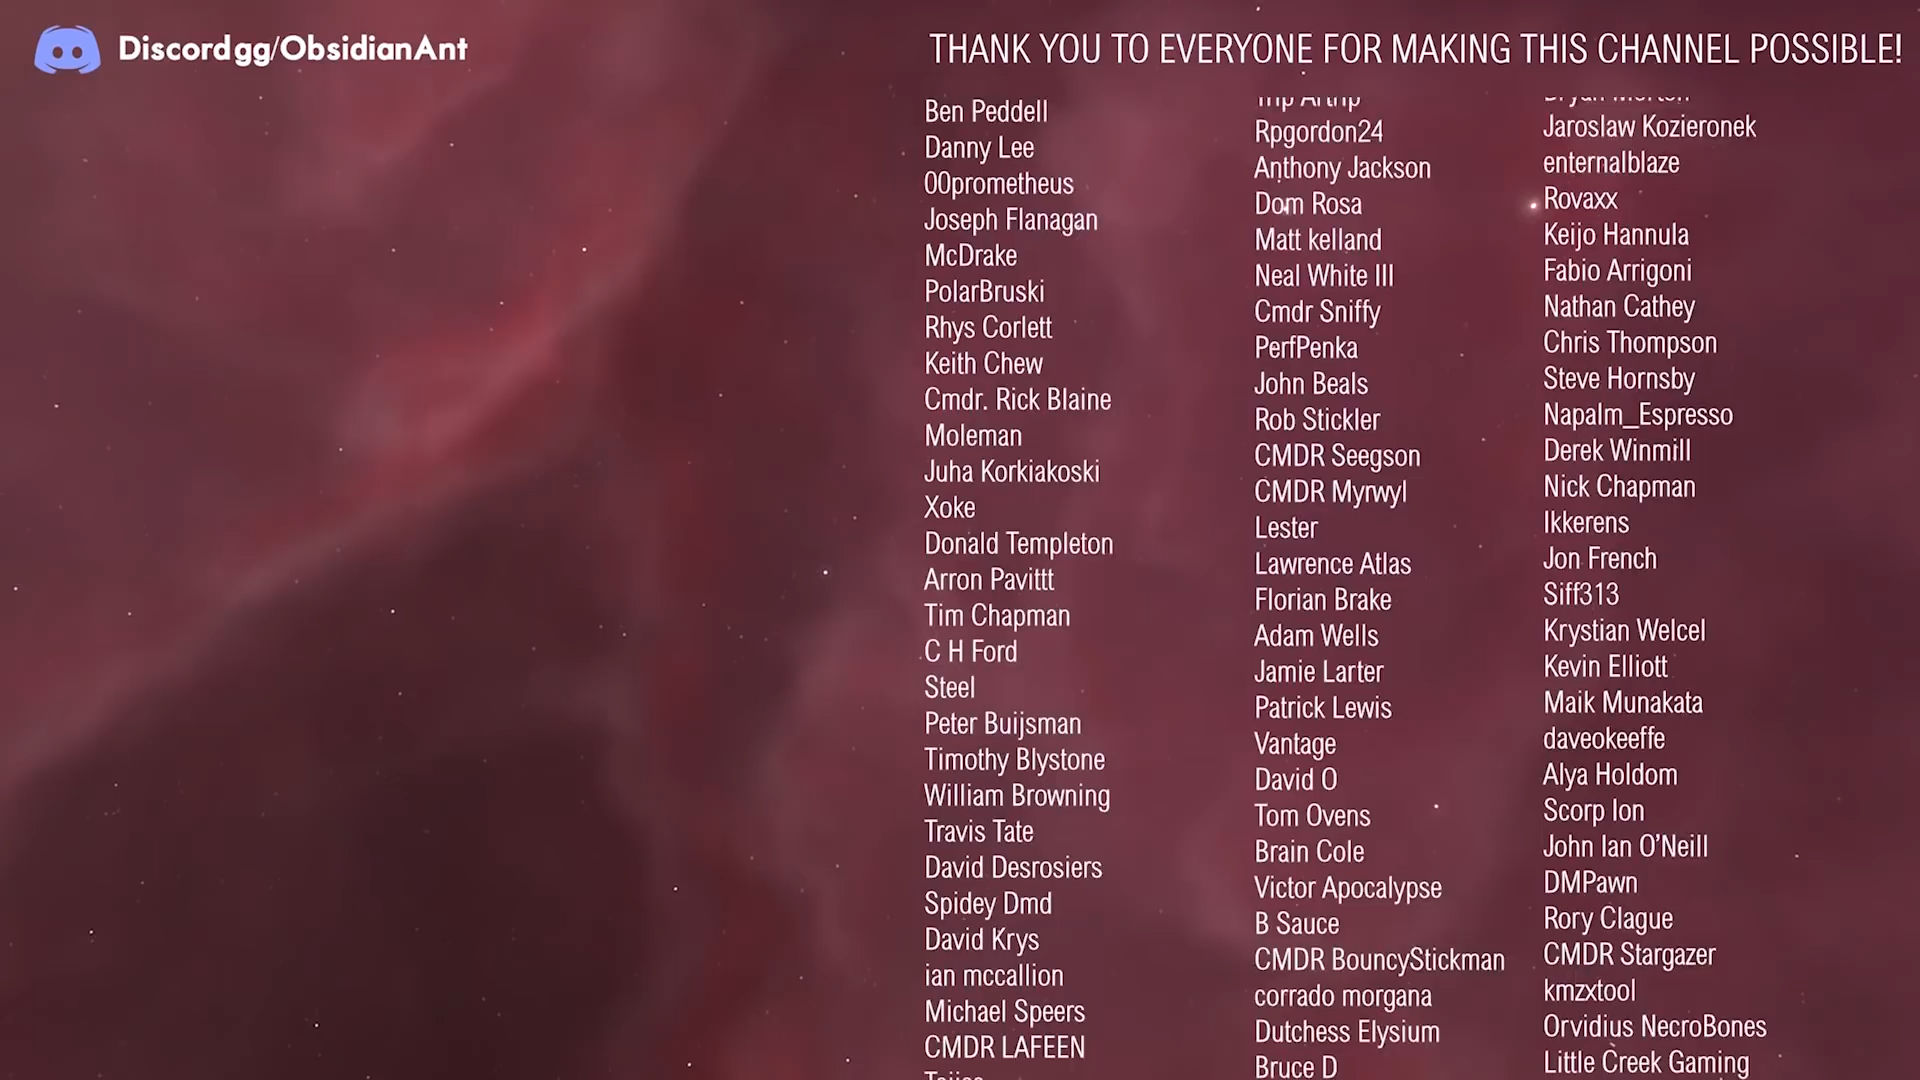 Discordgg/ObsidianAnt
THANK YOU TO EVERYONE FOR MAKING THIS CHANNEL POSSIBLE!
Ben Peddell
Danny Lee
00prometheus
Joseph Flanagan
McDrake
PolarBruski
Rhys Corlett
Keith Chew
Cmdr. Rick Blaine
Moleman
Juha Korkiakoski
Xoke
Donald Templeton
Arron Pavittt
Tim Chapman
C H Ford
Steel
Peter Buijsman
Timothy Blystone
William Browning
Travis Tate
David Desrosiers
Spidey Dmd
David Krys
ian mccallion
Michael Speers
CMDR LAFEEN
Rpgordon24
Anthony Jackson
Dom Rosa
Matt kelland
Neal White III
Cmdr Sniffy
PerfPenka
John Beals
Rob Stickler
CMDR Seegson
CMDR Myrwyl
Lester
Lawrence Atlas
Florian Brake
Adam Wells
Jamie Larter
Patrick Lewis
Vantage
David O
Tom Ovens
Brain Cole
Victor Apocalypse
B Sauce
CMDR BouncyStickman
corrado morgana
Dutchess Elysium
Bruce D
Jaroslaw Kozieronek
enternalblaze
Rovaxx
Keijo Hannula
Fabio Arrigoni
Nathan Cathey
Chris Thompson
Steve Hornsby
Napalm_Espresso
Derek Winmill
Nick Chapman
Ikkerens
Jon French
Siff313
Krystian Welcel
Kevin Elliott
Maik Munakata
daveokeeffe
Alya Holdom
Scorp Ion
John Ian O'Neill
DMPawn
Rory Clague
CMDR Stargazer
kmzxtool
Orvidius NecroBones
Little Creek Gaming